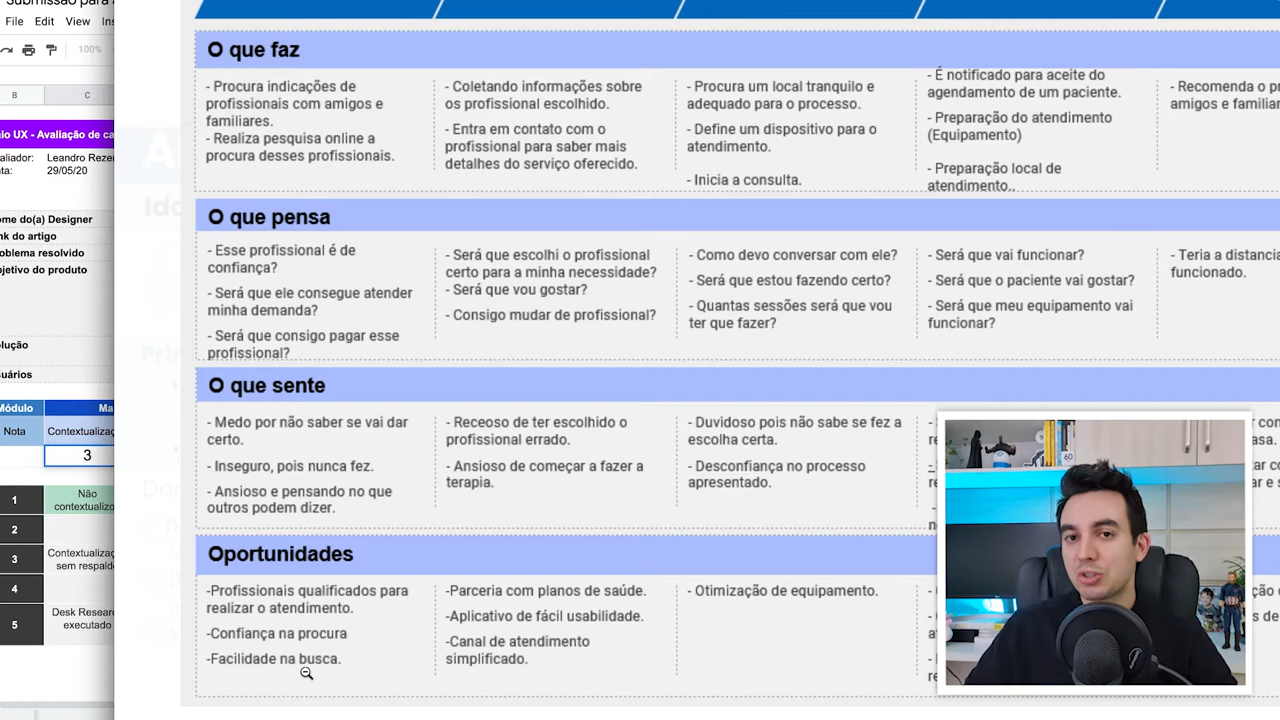 Submissão para a
File Edit View Ins
100%
B C
io UX - Avaliação de ca
aliador: Leandro Rezer
ta: 29/05/20
ome do(a) Designer
nk do artigo
oblema resolvido
ojetivo do produto
olução
suários
Módulo Ma
Nota Contextualizaç
3
1 Não
contextualizo
2
3 Contextualizaç
sem respald
4
5 Desk Resear
executado
O que faz
- Procura indicações de
profissionais com amigos e
familiares.
- Realiza pesquisa online a
procura desses profissionais.
- Coletando informações sobre
os profissional escolhido.
- Entra em contato com o
profissional para saber mais
detalhes do serviço oferecido.
- Procura um local tranquilo e
adequado para o processo.
- Define um dispositivo para o
atendimento.
- Inicia a consulta.
- É notificado para aceite do
agendamento de um paciente.
- Preparação do atendimento
(Equipamento)
- Preparação local de
atendimento..
- Recomenda o pr
amigos e familiar
O que pensa
- Esse profissional é de
confiança?
- Será que ele consegue atender
minha demanda?
- Será que consigo pagar esse
profissional?
- Será que escolhi o profissional
certo para a minha necessidade?
- Será que vou gostar?
- Consigo mudar de profissional?
- Como devo conversar com ele?
- Será que estou fazendo certo?
- Quantas sessões será que vou
ter que fazer?
- Será que vai funcionar?
- Será que o paciente vai gostar?
- Será que meu equipamento vai
funcionar?
- Teria a distancia
funcionado.
O que sente
- Medo por não saber se vai dar
certo.
- Inseguro, pois nunca fez.
- Ansioso e pensando no que
outros podem dizer.
- Receoso de ter escolhido o
profissional errado.
- Ansioso de começar a fazer a
terapia.
- Duvidoso pois não sabe se fez a
escolha certa.
- Desconfiança no processo
apresentado.
Oportunidades
-Profissionais qualificados para
realizar o atendimento.
-Confiança na procura
-Facilidade na busca.
-Parceria com planos de saúde.
-Aplicativo de fácil usabilidade.
-Canal de atendimento
simplificado.
- Otimização de equipamento.